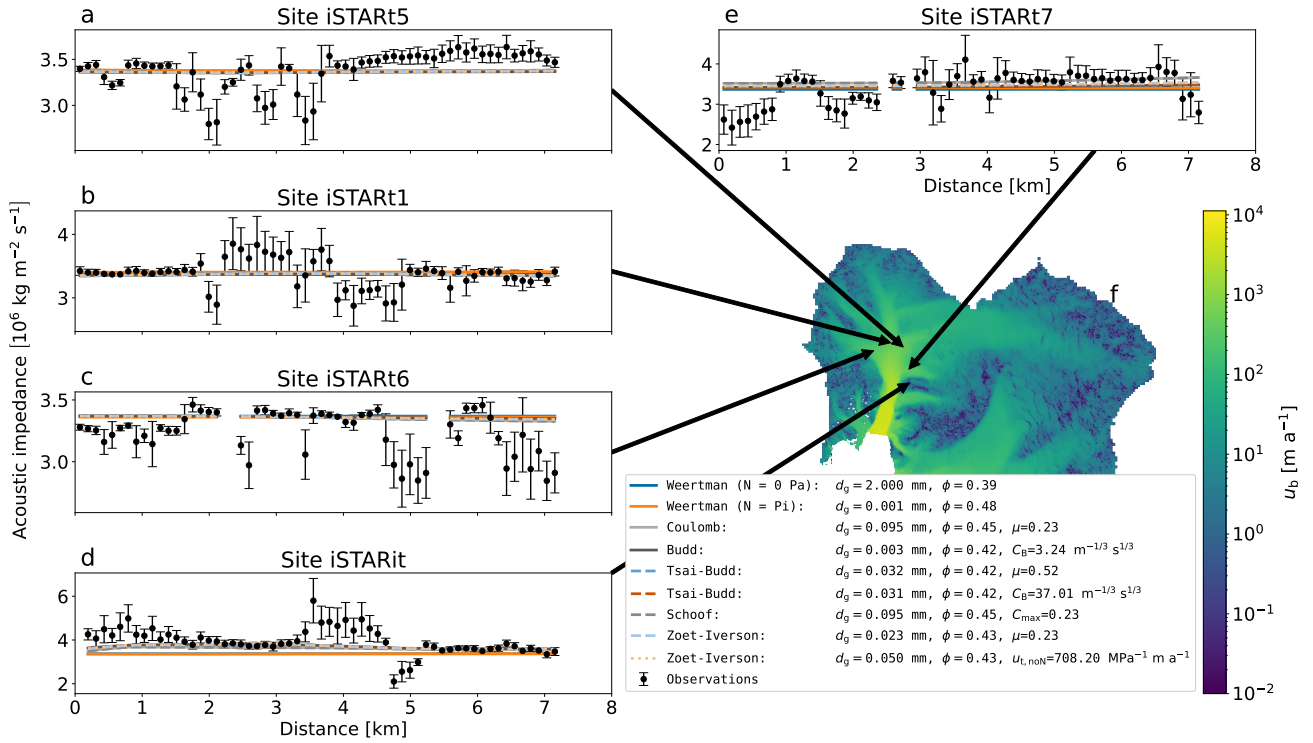 a
Site iSTARt5
3.5
3.0
b
Site iSTARt1
4
3
c
Site iSTARt6
3.5
3.0
d
Site iSTARit
6
4
2
0 1 2 3 4 5 6 7 8
Distance [km]
Acoustic impedance [10⁶ kg m⁻² s⁻¹]
e
Site iSTARt7
4
3
2
0 1 2 3 4 5 6 7 8
Distance [km]
f
10⁴
10³
10²
10¹
10⁰
10⁻¹
10⁻²
u_b [m a⁻¹]
Weertman (N = 0 Pa): d_g=2.000 mm, ϕ=0.39
Weertman (N = Pi): d_g=0.001 mm, ϕ=0.48
Coulomb: d_g=0.095 mm, ϕ=0.45, μ=0.23
Budd: d_g=0.003 mm, ϕ=0.42, C_B=3.24 m⁻¹ᐟ³ s¹ᐟ³
Tsai-Budd: d_g=0.032 mm, ϕ=0.42, μ=0.52
Tsai-Budd: d_g=0.031 mm, ϕ=0.42, C_B=37.01 m⁻¹ᐟ³ s¹ᐟ³
Schoof: d_g=0.095 mm, ϕ=0.45, C_max=0.23
Zoet-Iverson: d_g=0.023 mm, ϕ=0.43, μ=0.23
Zoet-Iverson: d_g=0.050 mm, ϕ=0.43, u_t,noN=708.20 MPa⁻¹ m a⁻¹
Observations